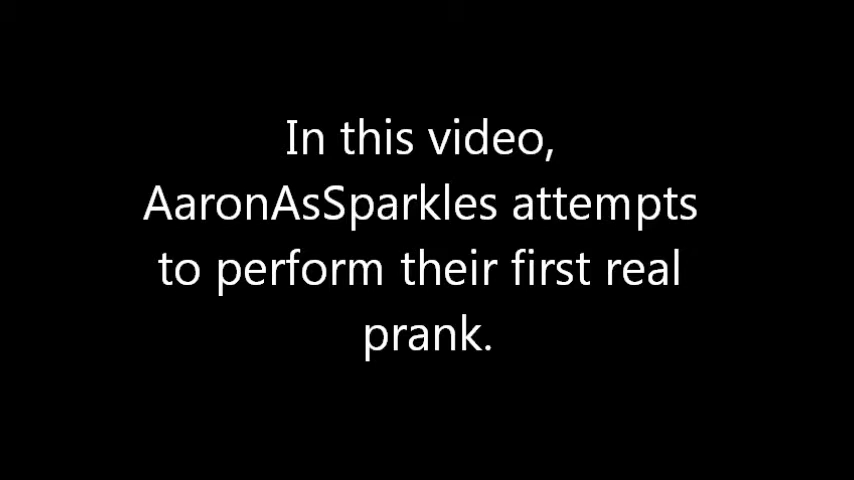 In this video,
AaronAsSparkles attempts
to perform their first real
prank.